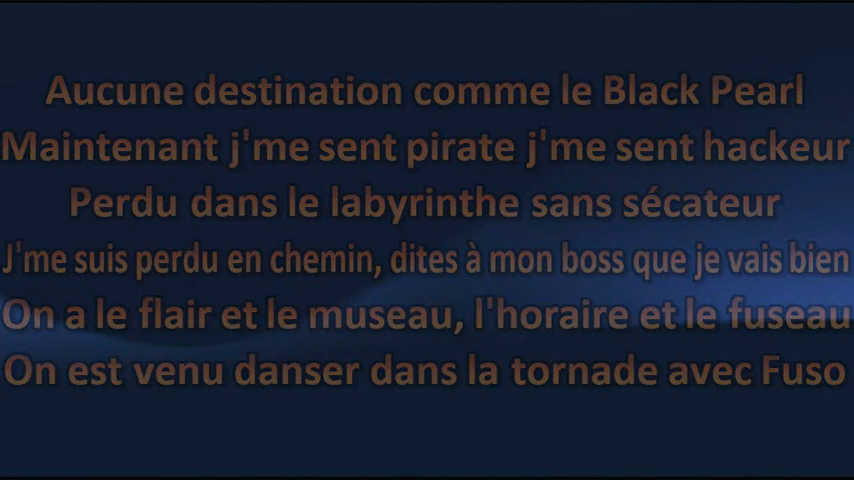 Aucune destination comme le Black Pearl
Maintenant j'me sent pirate j'me sent hackeur
Perdu dans le labyrinthe sans sécateur
J'me suis perdu en chemin, dites à mon boss que je vais bien
On a le flair et le museau, l'horaire et le fuseau
On est venu danser dans la tornade avec Fuso